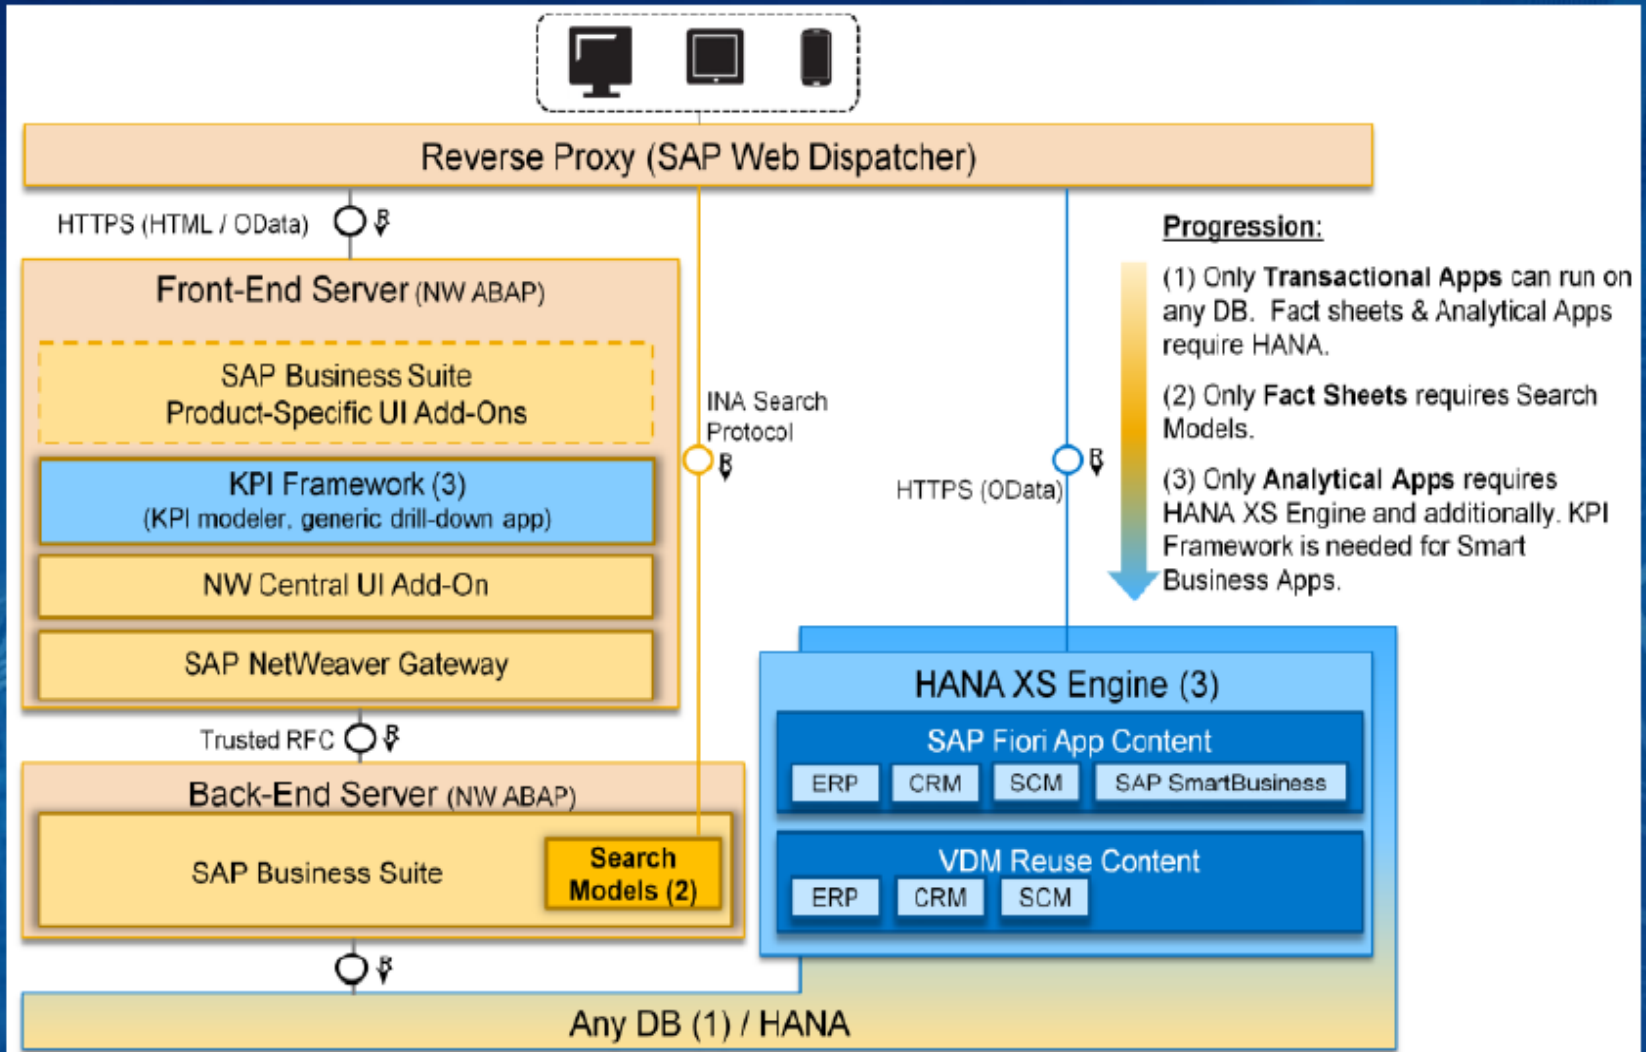 Reverse Proxy (SAP Web Dispatcher)
HTTPS (HTML / OData)
R
Front-End Server (NW ABAP)
SAP Business Suite
Product-Specific UI Add-Ons
KPI Framework (3)
(KPI modeler, generic drill-down app)
NW Central UI Add-On
SAP NetWeaver Gateway
Trusted RFC
R
Back-End Server (NW ABAP)
SAP Business Suite
Search
Models (2)
R
Any DB (1) / HANA
INA Search
Protocol
R
HTTPS (OData)
R
Progression:
(1) Only Transactional Apps can run on
any DB. Fact sheets & Analytical Apps
require HANA.
(2) Only Fact Sheets requires Search
Models.
(3) Only Analytical Apps requires
HANA XS Engine and additionally. KPI
Framework is needed for Smart
Business Apps.
HANA XS Engine (3)
SAP Fiori App Content
ERP CRM SCM SAP SmartBusiness
VDM Reuse Content
ERP CRM SCM